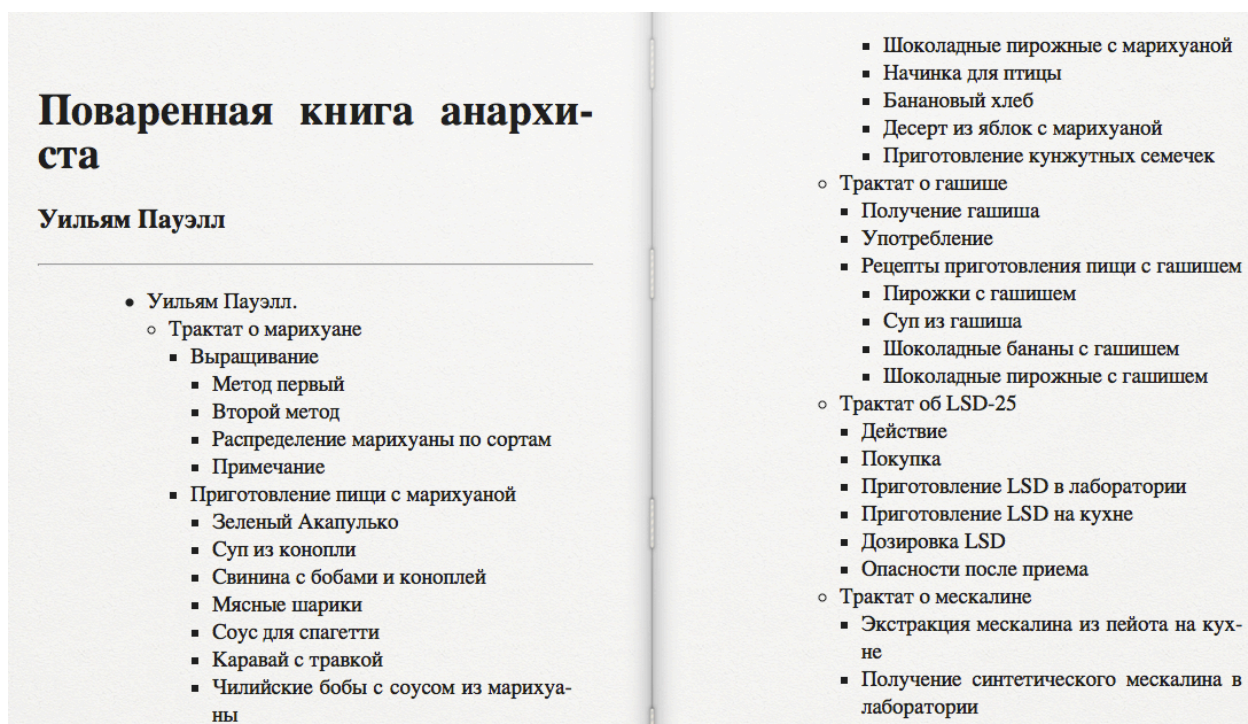 Поваренная книга анархи-
ста
Уильям Пауэлл
Уильям Пауэлл.
Трактат о марихуане
Выращивание
Метод первый
Второй метод
Распределение марихуаны по сортам
Примечание
Приготовление пищи с марихуаной
Зеленый Акапулько
Суп из конопли
Свинина с бобами и коноплей
Мясные шарики
Соус для спагетти
Каравай с травкой
Чилийские бобы с соусом из марихуа-
ны
Шоколадные пирожные с марихуаной
Начинка для птицы
Банановый хлеб
Десерт из яблок с марихуаной
Приготовление кунжутных семечек
Трактат о гашише
Получение гашиша
Употребление
Рецепты приготовления пищи с гашишем
Пирожки с гашишем
Суп из гашиша
Шоколадные бананы с гашишем
Шоколадные пирожные с гашишем
Трактат об LSD-25
Действие
Покупка
Приготовление LSD в лаборатории
Приготовление LSD на кухне
Дозировка LSD
Опасности после приема
Трактат о мескалине
Экстракция мескалина из пейота на кух-
не
Получение синтетического мескалина в
лаборатории